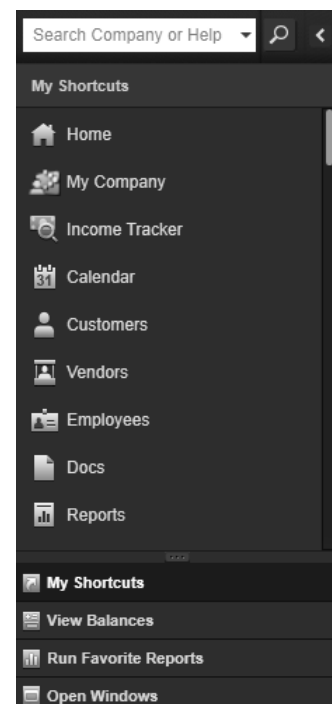 Search Company or Help
My Shortcuts
Home
My Company
Income Tracker
31 Calendar
Customers
Vendors
Employees
Docs
Reports
My Shortcuts
View Balances
Run Favorite Reports
Open Windows